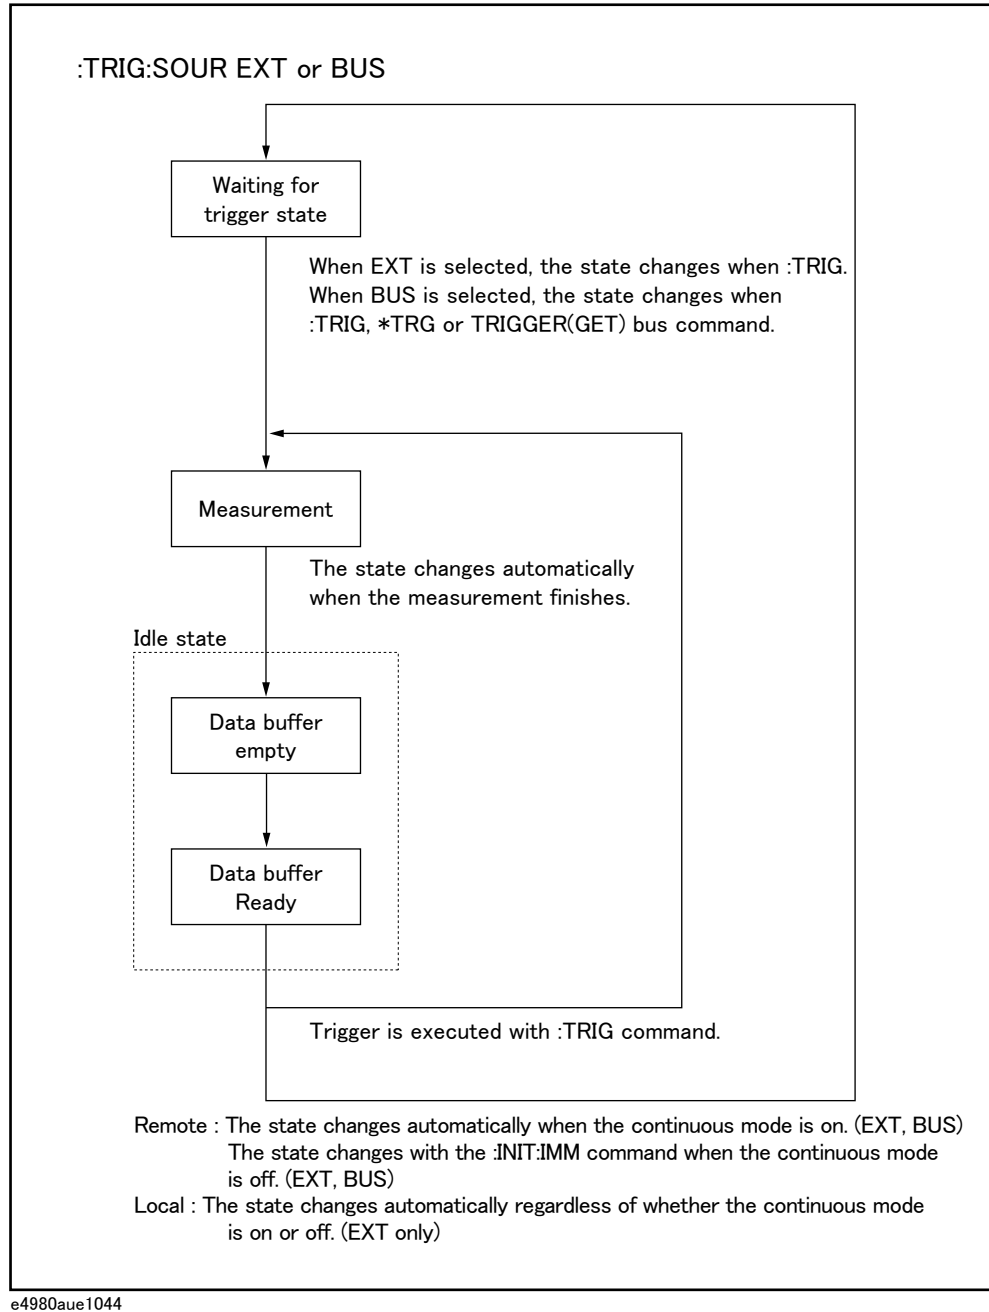 :TRIG:SOUR EXT or BUS
Waiting for
trigger state
When EXT is selected, the state changes when :TRIG.
When BUS is selected, the state changes when
:TRIG, *TRG or TRIGGER(GET) bus command.
Measurement
The state changes automatically
when the measurement finishes.
Idle state
Data buffer
empty
Data buffer
Ready
Trigger is executed with :TRIG command.
Remote : The state changes automatically when the continuous mode is on. (EXT, BUS)
The state changes with the :INIT:IMM command when the continuous mode
is off. (EXT, BUS)
Local : The state changes automatically regardless of whether the continuous mode
is on or off. (EXT only)
e4980aue1044